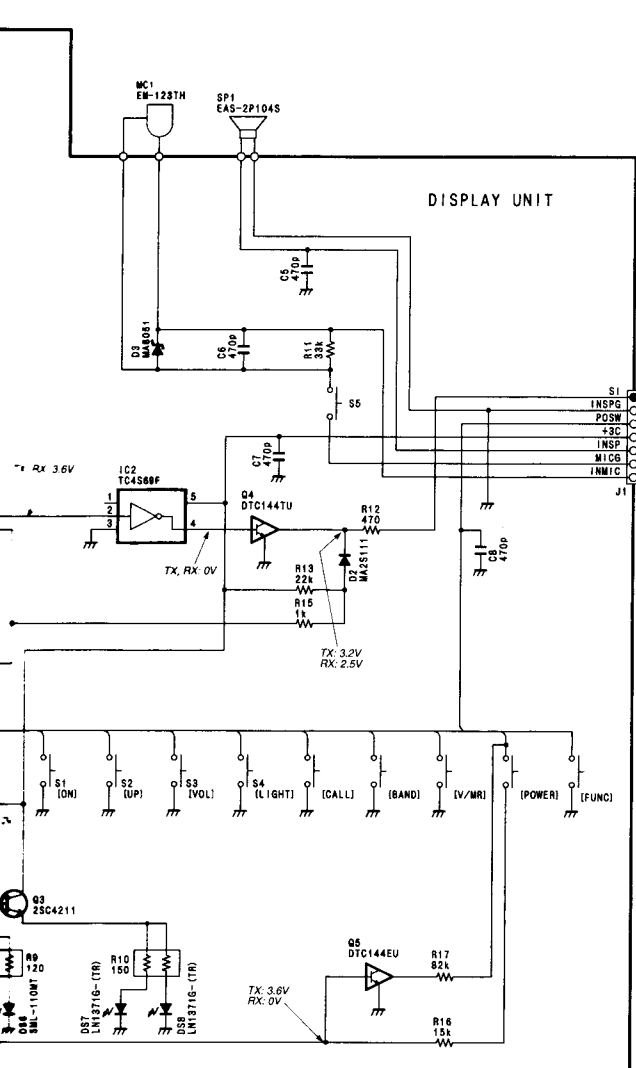 MC1
EM-123TH
SP1
EAS-2P104S
DISPLAY UNIT
C5
470p
D3
MA8051
C6
470p
R11
33k
S5
SI
INSPG
POSW
+3C
INSP
MICG
INMIC
J1
RX 3.6V
IC2
TC4S69F
1
2
3
5
4
C7
470p
Q4
DTC144TU
R12
470
C8
470p
TX, RX: 0V
D2
MA2S111
R13
22k
R15
1k
TX: 3.2V
RX: 2.5V
S1
[ON]
S2
[UP]
S3
[VOL]
S4
[LIGHT]
[CALL]
[BAND]
[V/MR]
[POWER]
[FUNC]
Q3
2SC4211
R9
120
R10
150
DS6
SML-110MT
DS7
LN1371G-(TR)
DS8
LN1371G-(TR)
Q5
DTC144EU
R17
82k
TX: 3.6V
RX: 0V
R16
15k